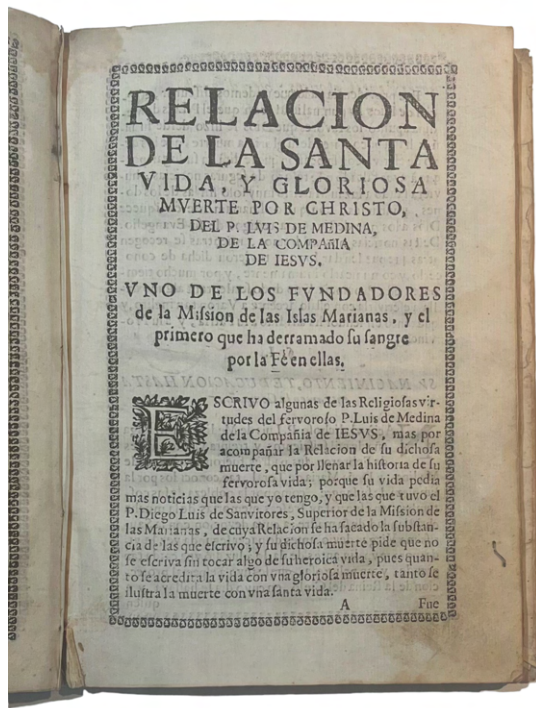 RELACION
DE LA SANTA
VIDA, Y GLORIOSA
MVERTE POR CHRISTO,
DEL P. LUIS DE MEDINA,
DE LA COMPAñIA
DE IESVS.
VNO DE LOS FVNDADORES
de la Mission de las Islas Marianas, y el
primero que ha derramado su sangre
por la Fè en ellas.
ESCRIVO algunas de las Religiosas vir-
tudes del fervoroso P. Luis de Medina
de la Compañia de IESVS, mas por
acompañar la Relacion de su dichosa
muerte, que por llenar la historia de su
fervorosa vida; porque su vida pedia
mas noticias que las que yo tengo, y que las que tuvo el
P. Diego Luis de Sanvitores, Superior de la Mission de
las Marianas, de cuya Relacion se ha sacado la substan-
cia de las que escrivo; y su dichosa muerte pide que no
se escriva sin tocar algo de su heroica vida, pues quan-
to se acredita la vida con vna gloriosa muerte, tanto se
ilustra la muerte con vna santa vida.
A Fue